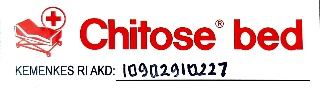 Chitose® bed
KEMENKES RI AKD: 10902910227